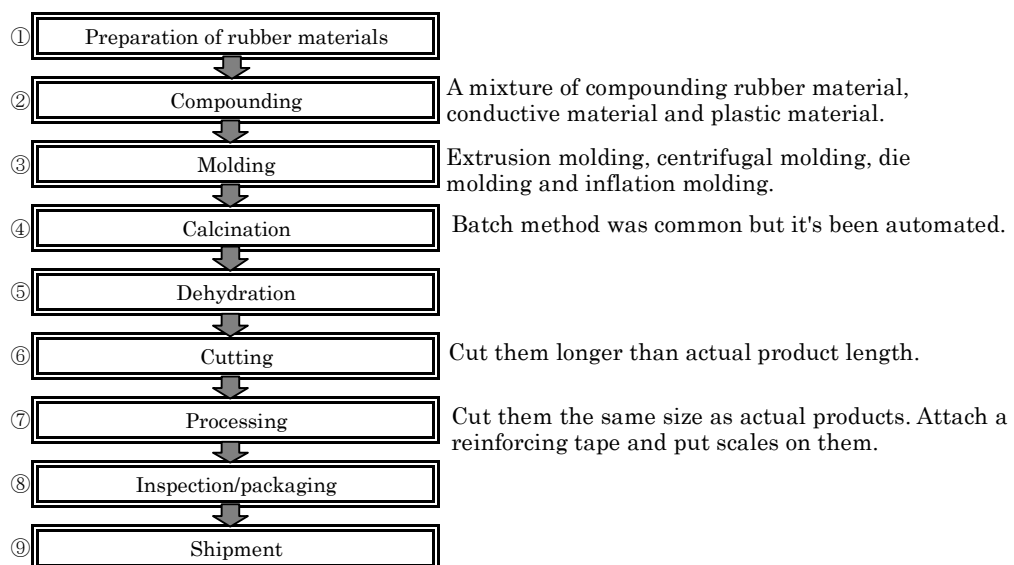 ① Preparation of rubber materials
② Compounding
A mixture of compounding rubber material,
conductive material and plastic material.
③ Molding
Extrusion molding, centrifugal molding, die
molding and inflation molding.
④ Calcination
Batch method was common but it's been automated.
⑤ Dehydration
⑥ Cutting
Cut them longer than actual product length.
⑦ Processing
Cut them the same size as actual products. Attach a
reinforcing tape and put scales on them.
⑧ Inspection/packaging
⑨ Shipment